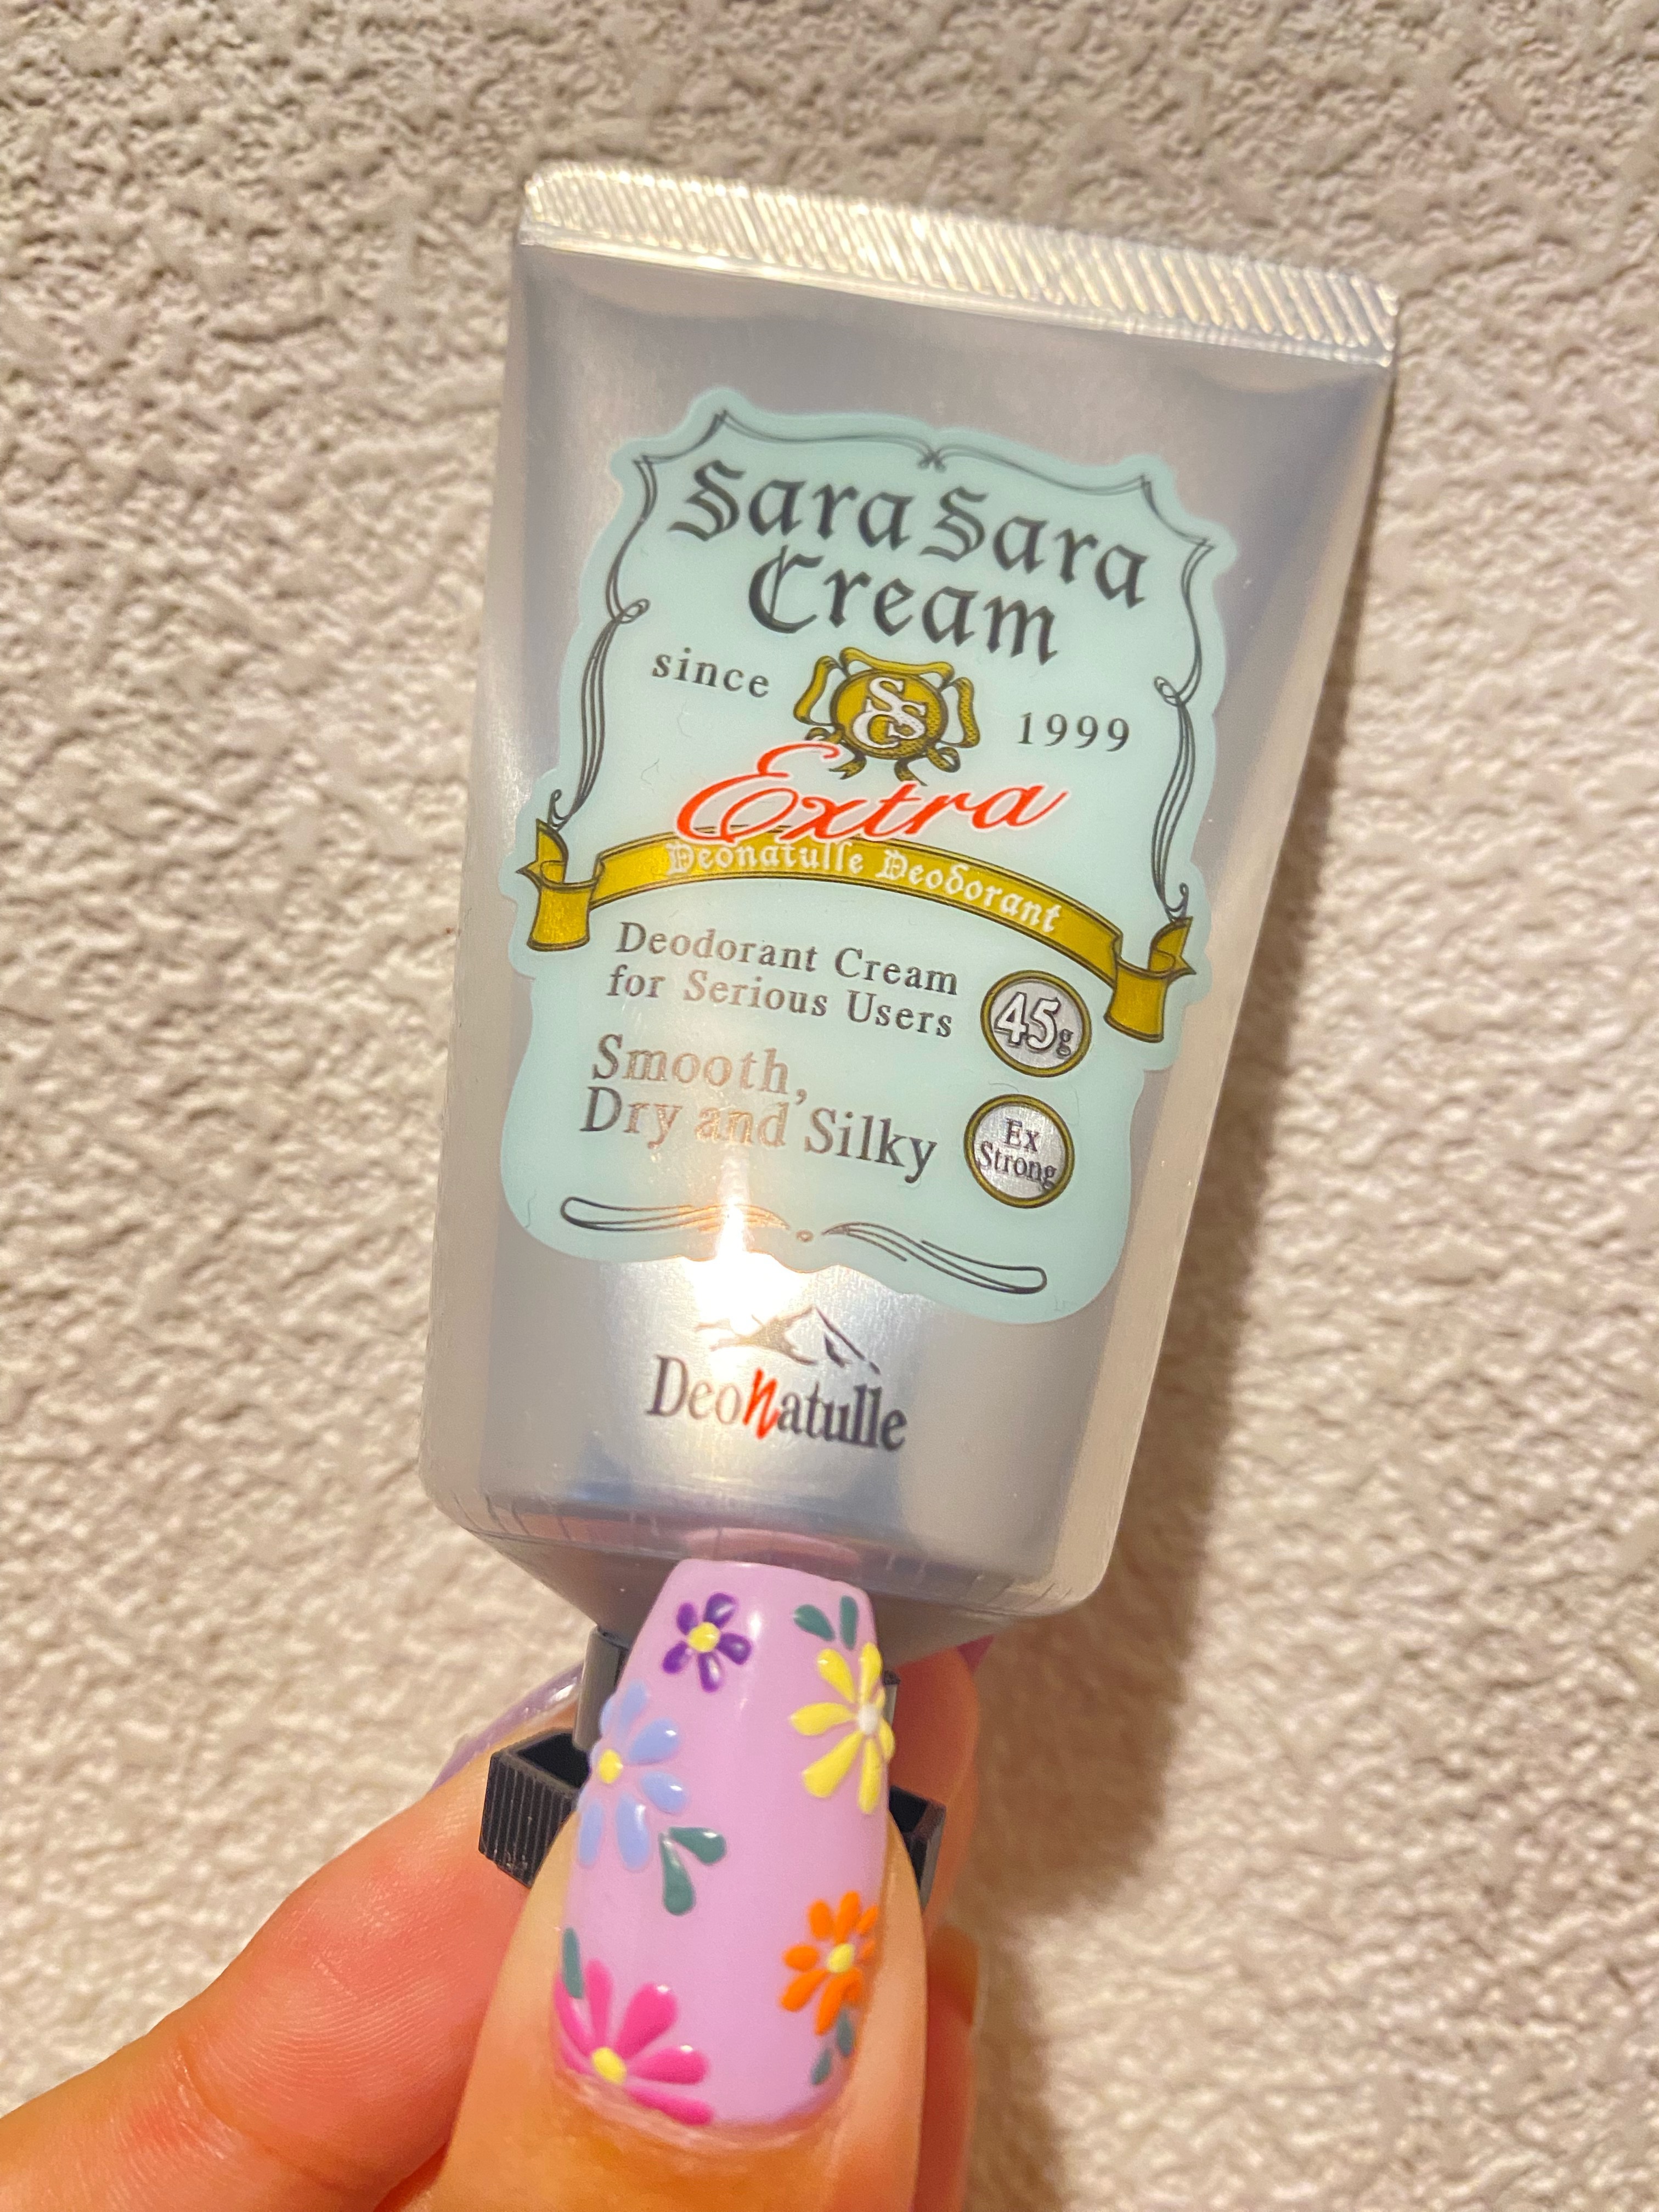 Sara Sara
Cream
since 1999
SSC
Extra
Deonatulle Deodorant
Deodorant Cream
for Serious Users
45g
Smooth,
Dry and Silky
Ex
Strong
Deonatulle